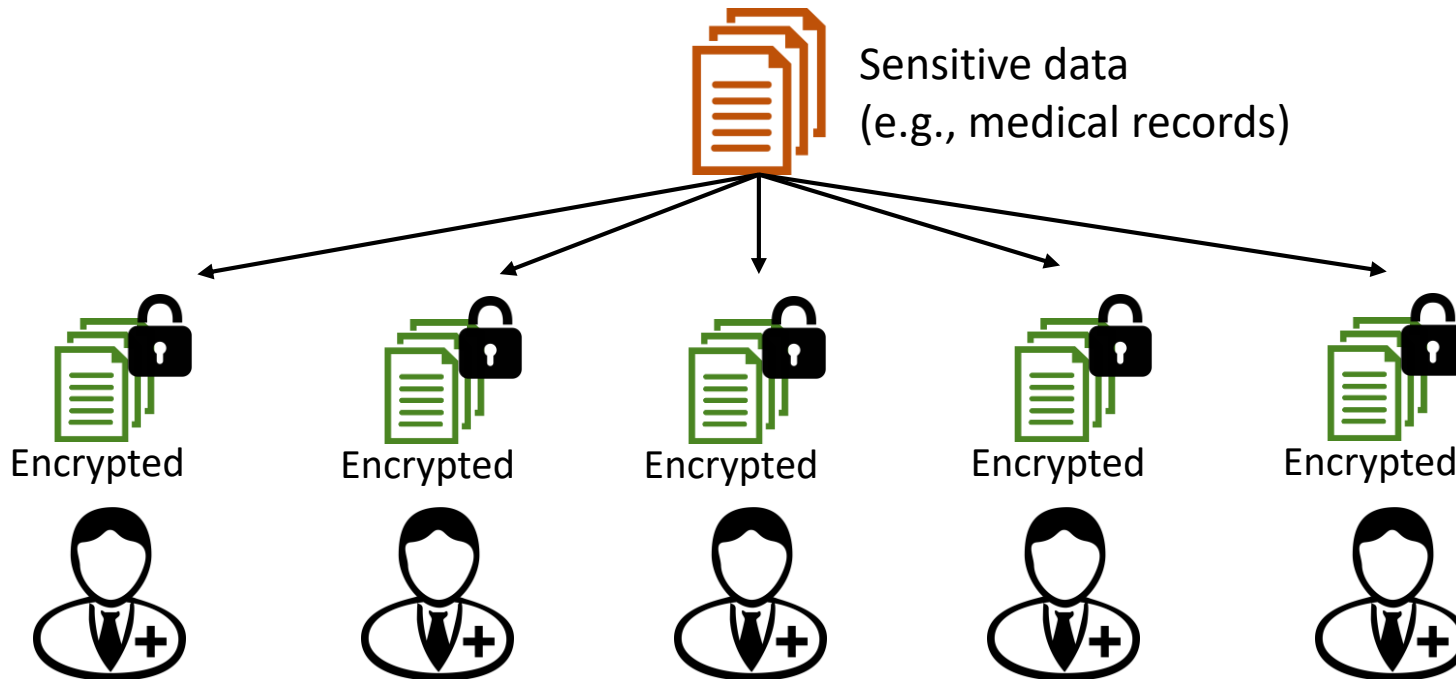 Sensitive data
(e.g., medical records)
Encrypted
Encrypted
Encrypted
Encrypted
Encrypted